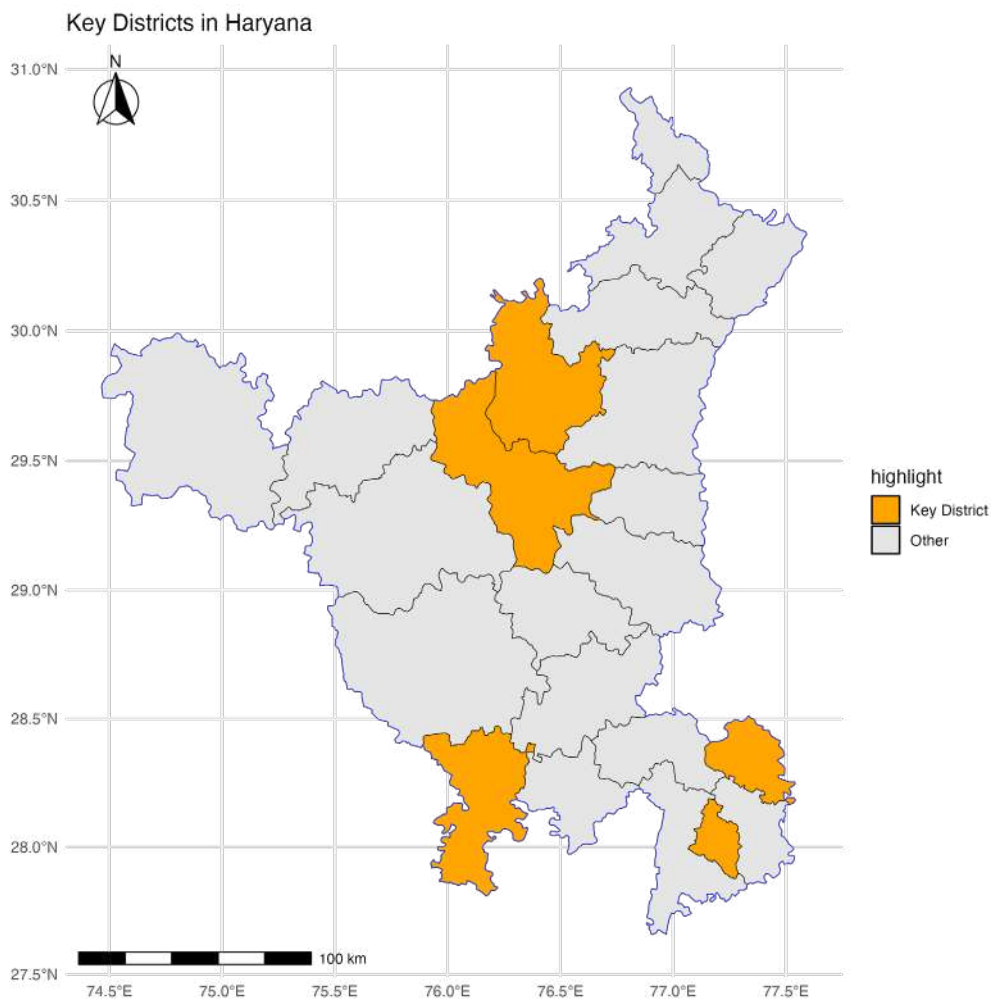 Key Districts in Haryana
N
31.0°N
30.5°N
30.0°N
29.5°N
29.0°N
28.5°N
28.0°N
27.5°N
highlight
Key District
Other
100 km
74.5°E 75.0°E 75.5°E 76.0°E 76.5°E 77.0°E 77.5°E